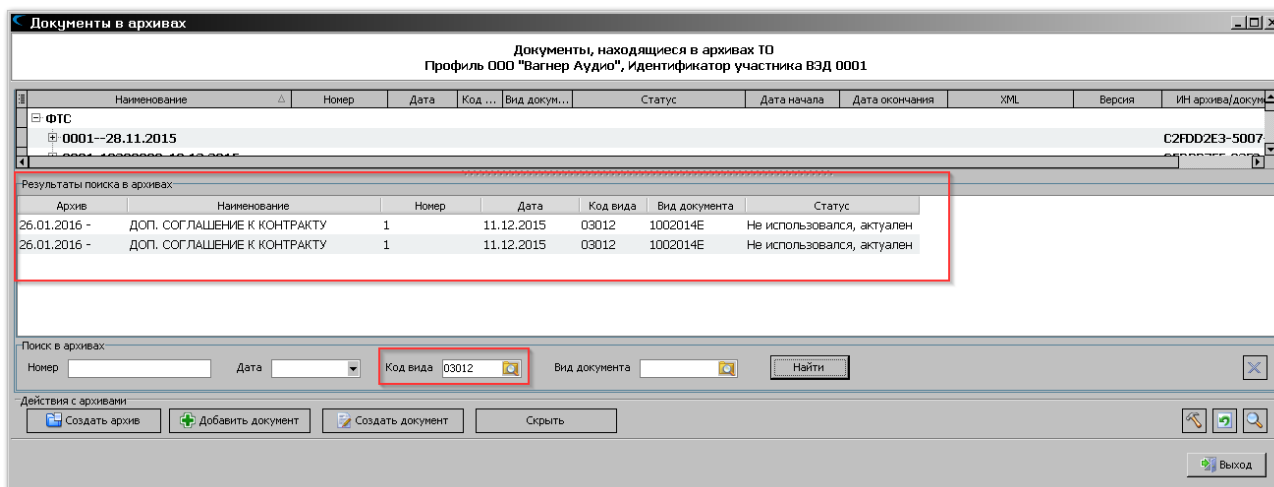 Документы в архивах
Документы, находящиеся в архивах ТО
Профиль ООО "Вагнер Аудио", Идентификатор участника ВЭД 0001
Наименование Номер Дата Код ... Вид докум... Статус Дата начала Дата окончания XML Версия ИН архива/докум
ФТС
0001--28.11.2015 C2FDD2E3-5007-
Результаты поиска в архивах
Архив Наименование Номер Дата Код вида Вид документа Статус
26.01.2016 - ДОП. СОГЛАШЕНИЕ К КОНТРАКТУ 1 11.12.2015 03012 1002014E Не использовался, актуален
26.01.2016 - ДОП. СОГЛАШЕНИЕ К КОНТРАКТУ 1 11.12.2015 03012 1002014E Не использовался, актуален
Поиск в архивах
Номер Дата Код вида 03012 Вид документа Найти
Действия с архивами
Создать архив Добавить документ Создать документ Скрыть
Выход